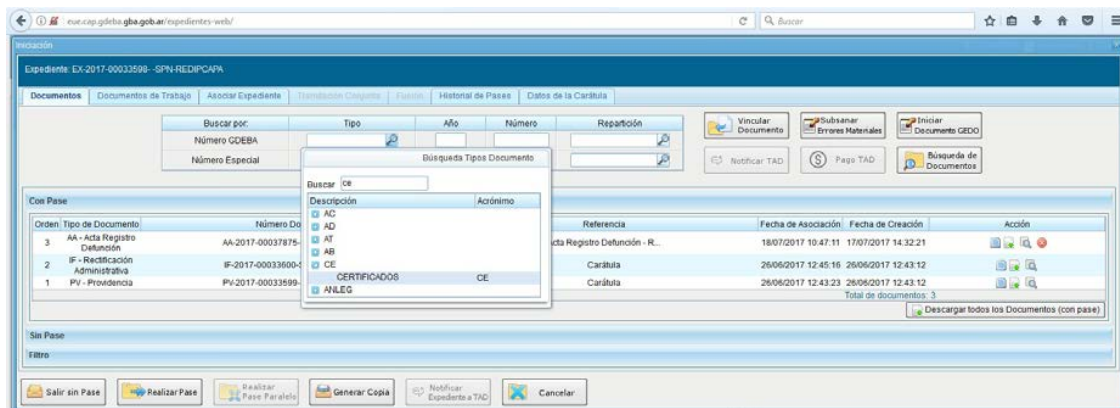 eue.cap.gdeba.gba.gob.ar/expedientes-web/
Buscar
Iniciación
Expediente: EX-2017-00033598- -SPN-REDIPCAPA
Documentos
Documentos de Trabajo
Asociar Expediente
Tramitación Conjunta
Fusión
Historial de Pases
Datos de la Carátula
Buscar por: Tipo Año Número Repartición
Número GDEBA
Número Especial
Vincular Documento
Subsanar Errores Materiales
Iniciar Documento GEDO
Notificar TAD
Pago TAD
Búsqueda de Documentos
Búsqueda Tipos Documento
Buscar ce
Descripción Acrónimo
AC
AD
AT
AB
CE
CERTIFICADOS CE
ANLEG
Con Pase
Orden Tipo de Documento Número Do Referencia Fecha de Asociación Fecha de Creación Acción
3 AA - Acta Registro Defunción AA-2017-00037875- cta Registro Defunción - R... 18/07/2017 10:47:11 17/07/2017 14:32:21
2 IF - Rectificación Administrativa IF-2017-00033600-S Carátula 26/06/2017 12:45:16 26/06/2017 12:43:12
1 PV - Providencia PV-2017-00033599- Carátula 26/06/2017 12:43:23 26/06/2017 12:43:12
Total de documentos: 3
Descargar todos los Documentos (con pase)
Sin Pase
Filtro
Salir sin Pase
Realizar Pase
Realizar Pase Paralelo
Generar Copia
Notificar Expediente a TAD
Cancelar